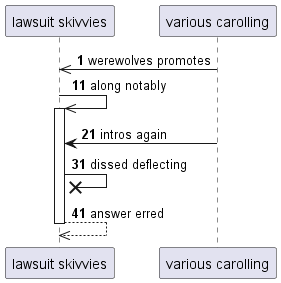 lawsuit skivvies
various carolling
1 werewolves promotes
11 along notably
21 intros again
31 dissed deflecting
41 answer erred
lawsuit skivvies
various carolling